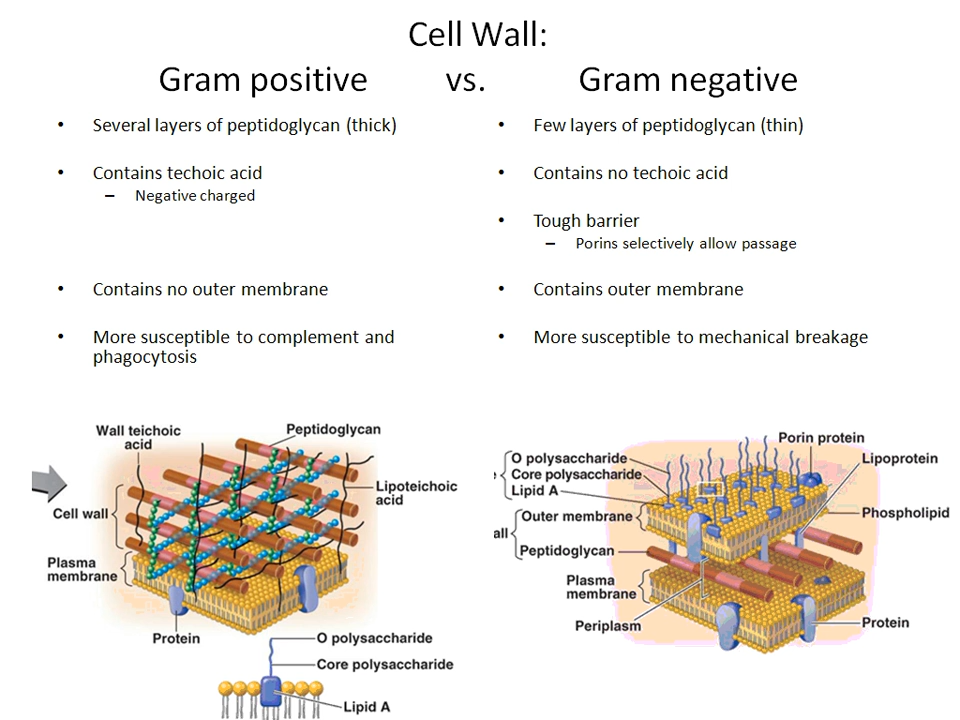 Cell Wall:
Gram positive vs. Gram negative
• Several layers of peptidoglycan (thick)
• Contains techoic acid
– Negative charged
• Contains no outer membrane
• More susceptible to complement and
phagocytosis
• Few layers of peptidoglycan (thin)
• Contains no techoic acid
• Tough barrier
– Porins selectively allow passage
• Contains outer membrane
• More susceptible to mechanical breakage
Wall teichoic
acid
Peptidoglycan
Lipoteichoic
acid
Cell wall
Plasma
membrane
Protein
O polysaccharide
Core polysaccharide
Lipid A
Porin protein
O polysaccharide
Core polysaccharide
Lipid A
Lipoprotein
Outer membrane
Phospholipid
all
Peptidoglycan
Plasma
membrane
Periplasm
Protein